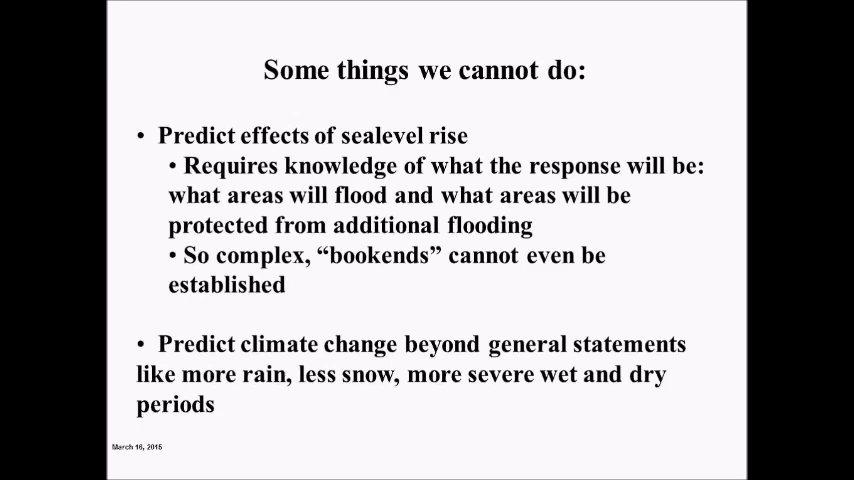 Some things we cannot do:
• Predict effects of sealevel rise
• Requires knowledge of what the response will be:
what areas will flood and what areas will be
protected from additional flooding
• So complex, “bookends” cannot even be
established
• Predict climate change beyond general statements
like more rain, less snow, more severe wet and dry
periods
March 16, 2015